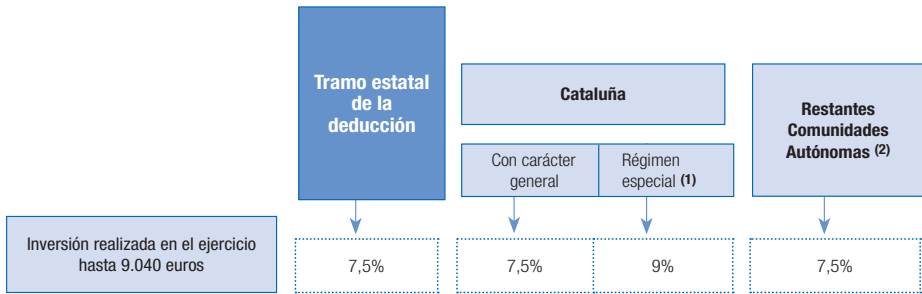 Tramo estatal
de la
deducción
Cataluña
Con carácter
general
Régimen
especial (1)
Restantes
Comunidades
Autónomas (2)
Inversión realizada en el ejercicio
hasta 9.040 euros
7,5%
7,5%
9%
7,5%